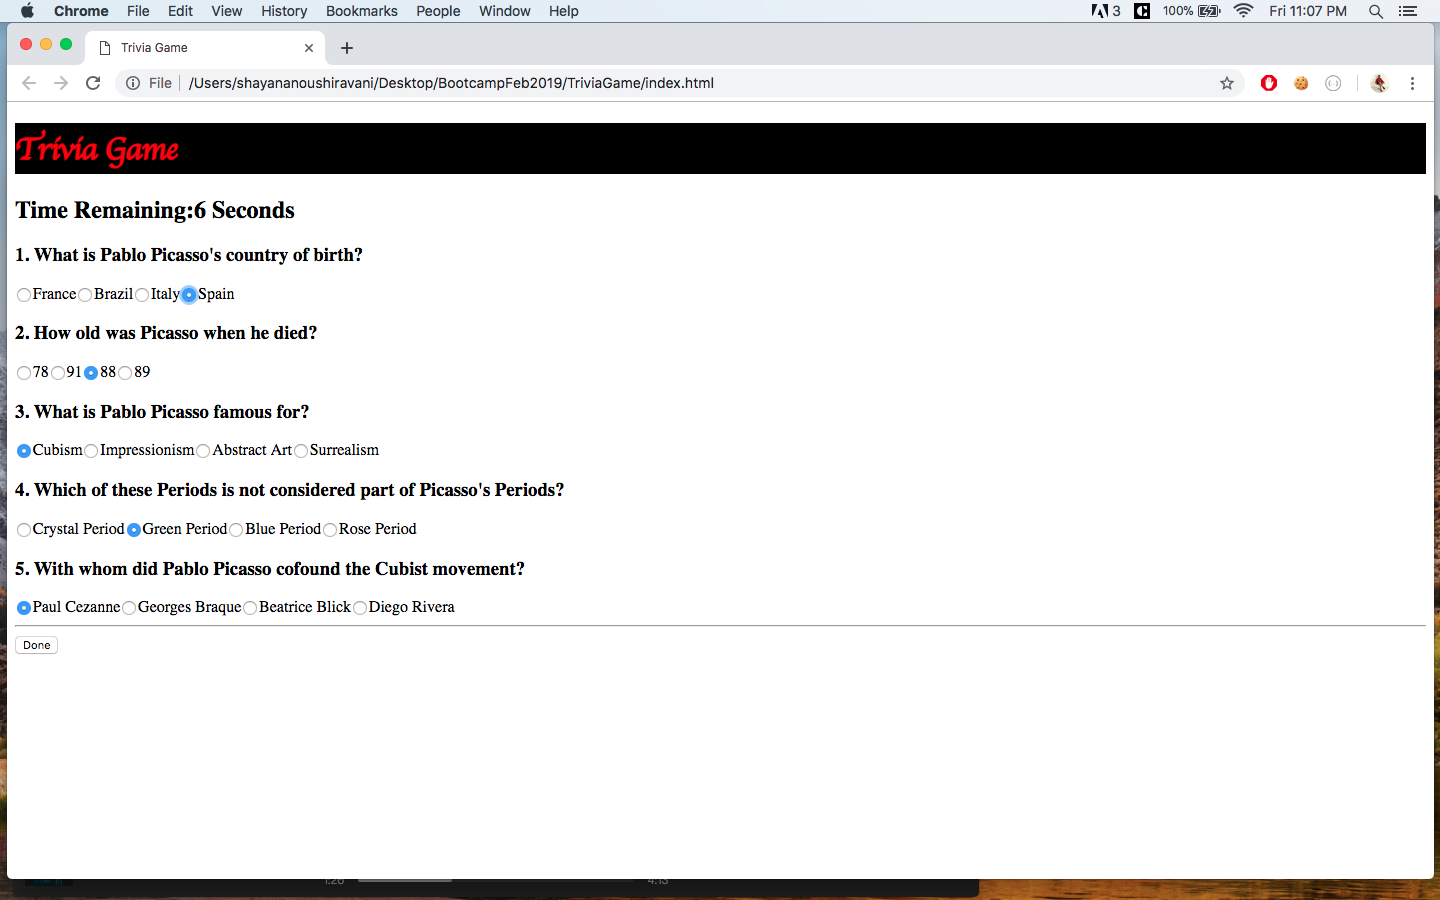 Chrome File Edit View History Bookmarks People Window Help 3 100% Fri 11:07 PM
Trivia Game
File /Users/shayananoushiravani/Desktop/BootcampFeb2019/TriviaGame/index.html
Trivia Game
Time Remaining:6 Seconds
1. What is Pablo Picasso's country of birth?
France Brazil Italy Spain
2. How old was Picasso when he died?
78 91 88 89
3. What is Pablo Picasso famous for?
Cubism Impressionism Abstract Art Surrealism
4. Which of these Periods is not considered part of Picasso's Periods?
Crystal Period Green Period Blue Period Rose Period
5. With whom did Pablo Picasso cofound the Cubist movement?
Paul Cezanne Georges Braque Beatrice Blick Diego Rivera
Done